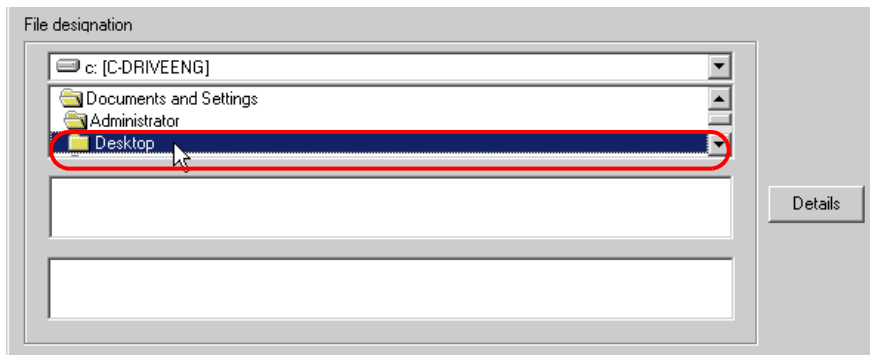 File designation
c: [C-DRIVEENG]
Documents and Settings
Administrator
Desktop
Details